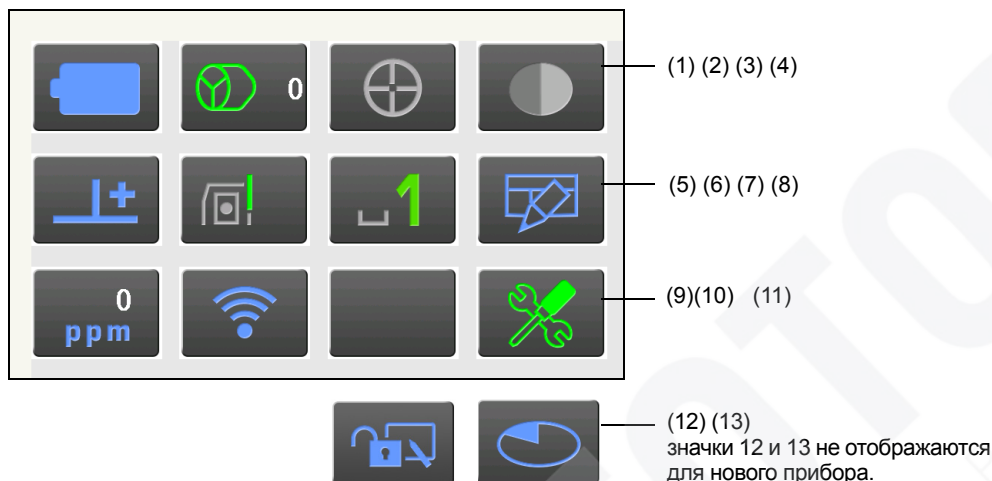 0
(1) (2) (3) (4)
1
(5) (6) (7) (8)
0
ppm
(9)(10) (11)
(12) (13)
значки 12 и 13 не отображаются
для нового прибора.